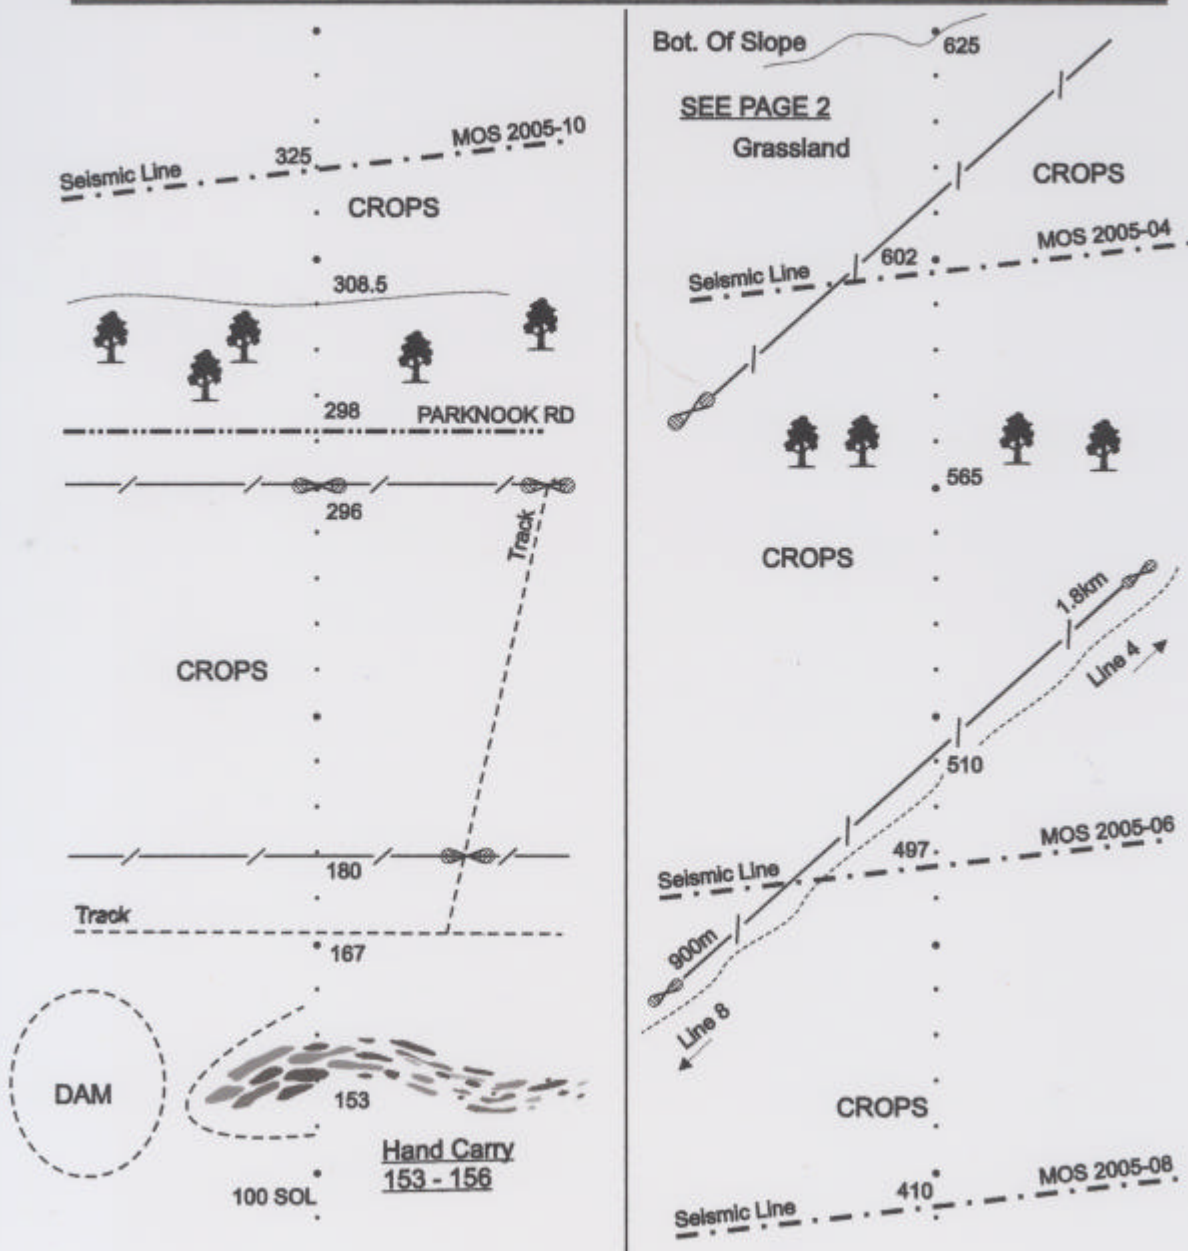 325
MOS 2005-10
Seismic Line
CROPS
308.5
298
PARKNOOK RD
296
Track
CROPS
180
Track
167
DAM
153
Hand Carry
153 - 156
100 SOL
Bot. Of Slope
625
SEE PAGE 2
Grassland
CROPS
MOS 2005-04
602
Seismic Line
565
CROPS
1.8km
Line 4
510
MOS 2005-06
497
Seismic Line
900m
Line 8
CROPS
MOS 2005-08
410
Seismic Line